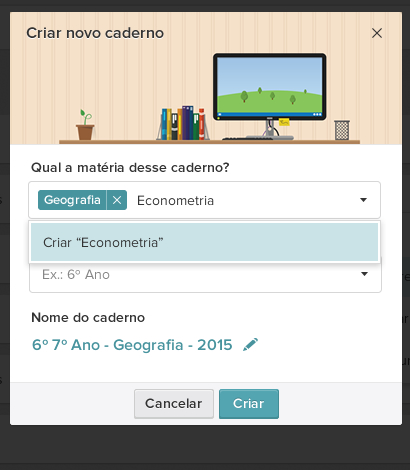 Criar novo caderno
Qual a matéria desse caderno?
Geografia Econometria
Criar “Econometria”
Ex.: 6º Ano
Nome do caderno
6º 7º Ano - Geografia - 2015
Cancelar Criar